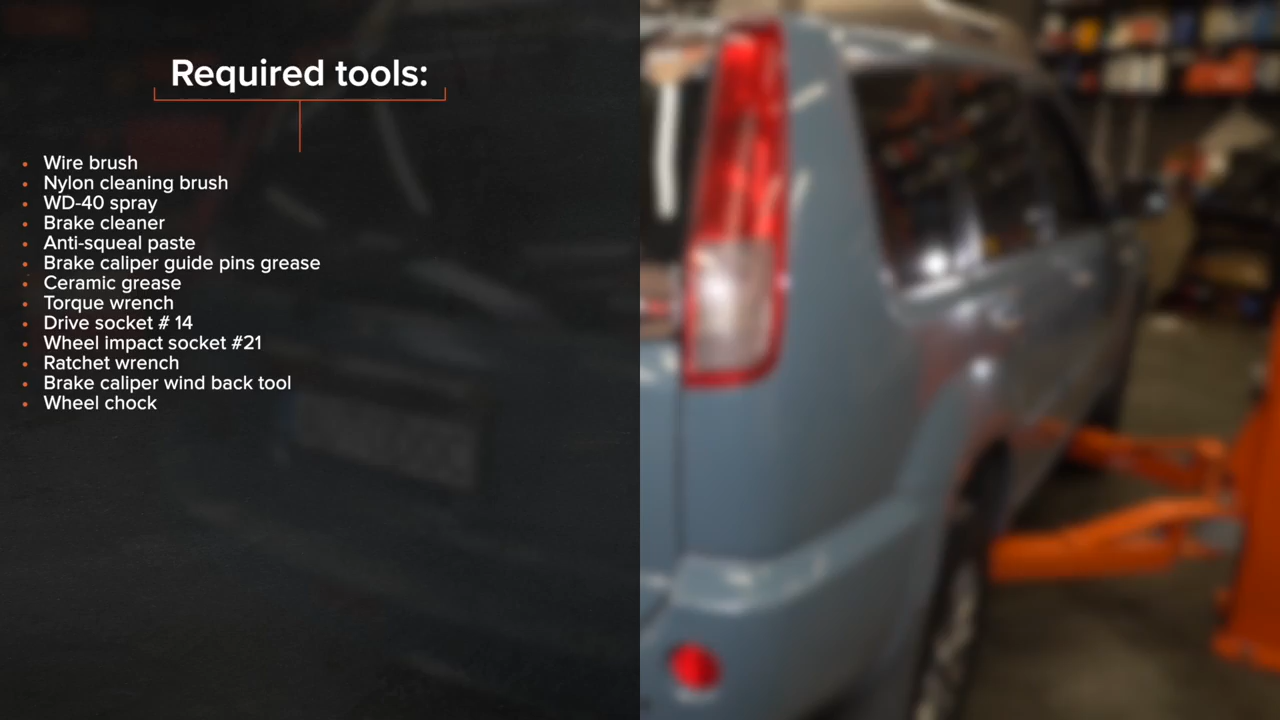 Required tools:
• Wire brush
• Nylon cleaning brush
• WD-40 spray
• Brake cleaner
• Anti-squeal paste
• Brake caliper guide pins grease
• Ceramic grease
• Torque wrench
• Drive socket # 14
• Wheel impact socket #21
• Ratchet wrench
• Brake caliper wind back tool
• Wheel chock